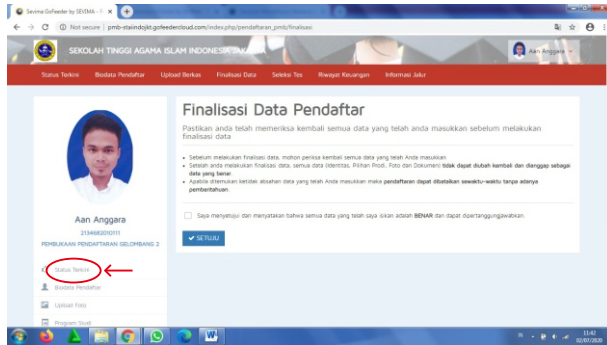 Sevima GoFeeder by SEVIMA - S
Not secure | pmb-staindojkt.gofeedercloud.com/index.php/pendaftaran_pmb/finalisasi
SEKOLAH TINGGI AGAMA ISLAM INDONESIA JAKA
Aan Anggara
Status Terkini Biodata Pendaftar Upload Berkas Finalisasi Data Seleksi Tes Riwayat Keuangan Informasi Jalur
Finalisasi Data Pendaftar
Pastikan anda telah memeriksa kembali semua data yang telah anda masukkan sebelum melakukan
finalisasi data
Sebelum melakukan finalisasi data, mohon periksa kembali semua data yang telah Anda masukkan
Setelah anda melakukan finalisasi data, semua data (Identitas, Pilihan Prodi, Foto dan Dokumen) tidak dapat diubah kembali dan dianggap sebagai
data yang benar.
Apabila ditemukan ketidak absahan data yang telah Anda masukkan maka pendaftaran dapat dibatalkan sewaktu-waktu tanpa adanya
pemberitahuan.
Saya menyetujui dan menyatakan bahwa semua data yang telah saya isikan adalah BENAR dan dapat dipertanggungjawabkan.
SETUJU
Aan Anggara
2134682010111
PEMBUKAAN PENDAFTARAN GELOMBANG 2
Status Terkini
Biodata Pendaftar
Upload Foto
Program Studi
11:42
02/07/2020